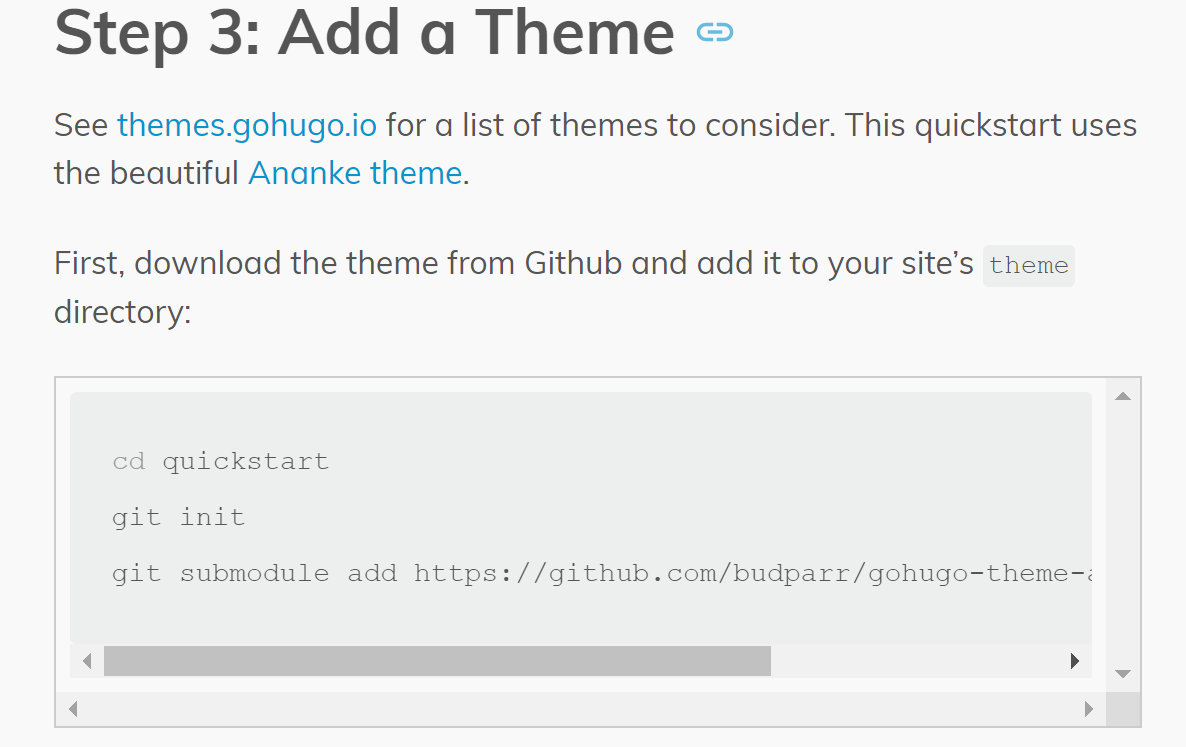 Step 3: Add a Theme
See themes.gohugo.io for a list of themes to consider. This quickstart uses
the beautiful Ananke theme.
First, download the theme from Github and add it to your site’s theme
directory:
cd quickstart
git init
git submodule add https://github.com/budparr/gohugo-theme-